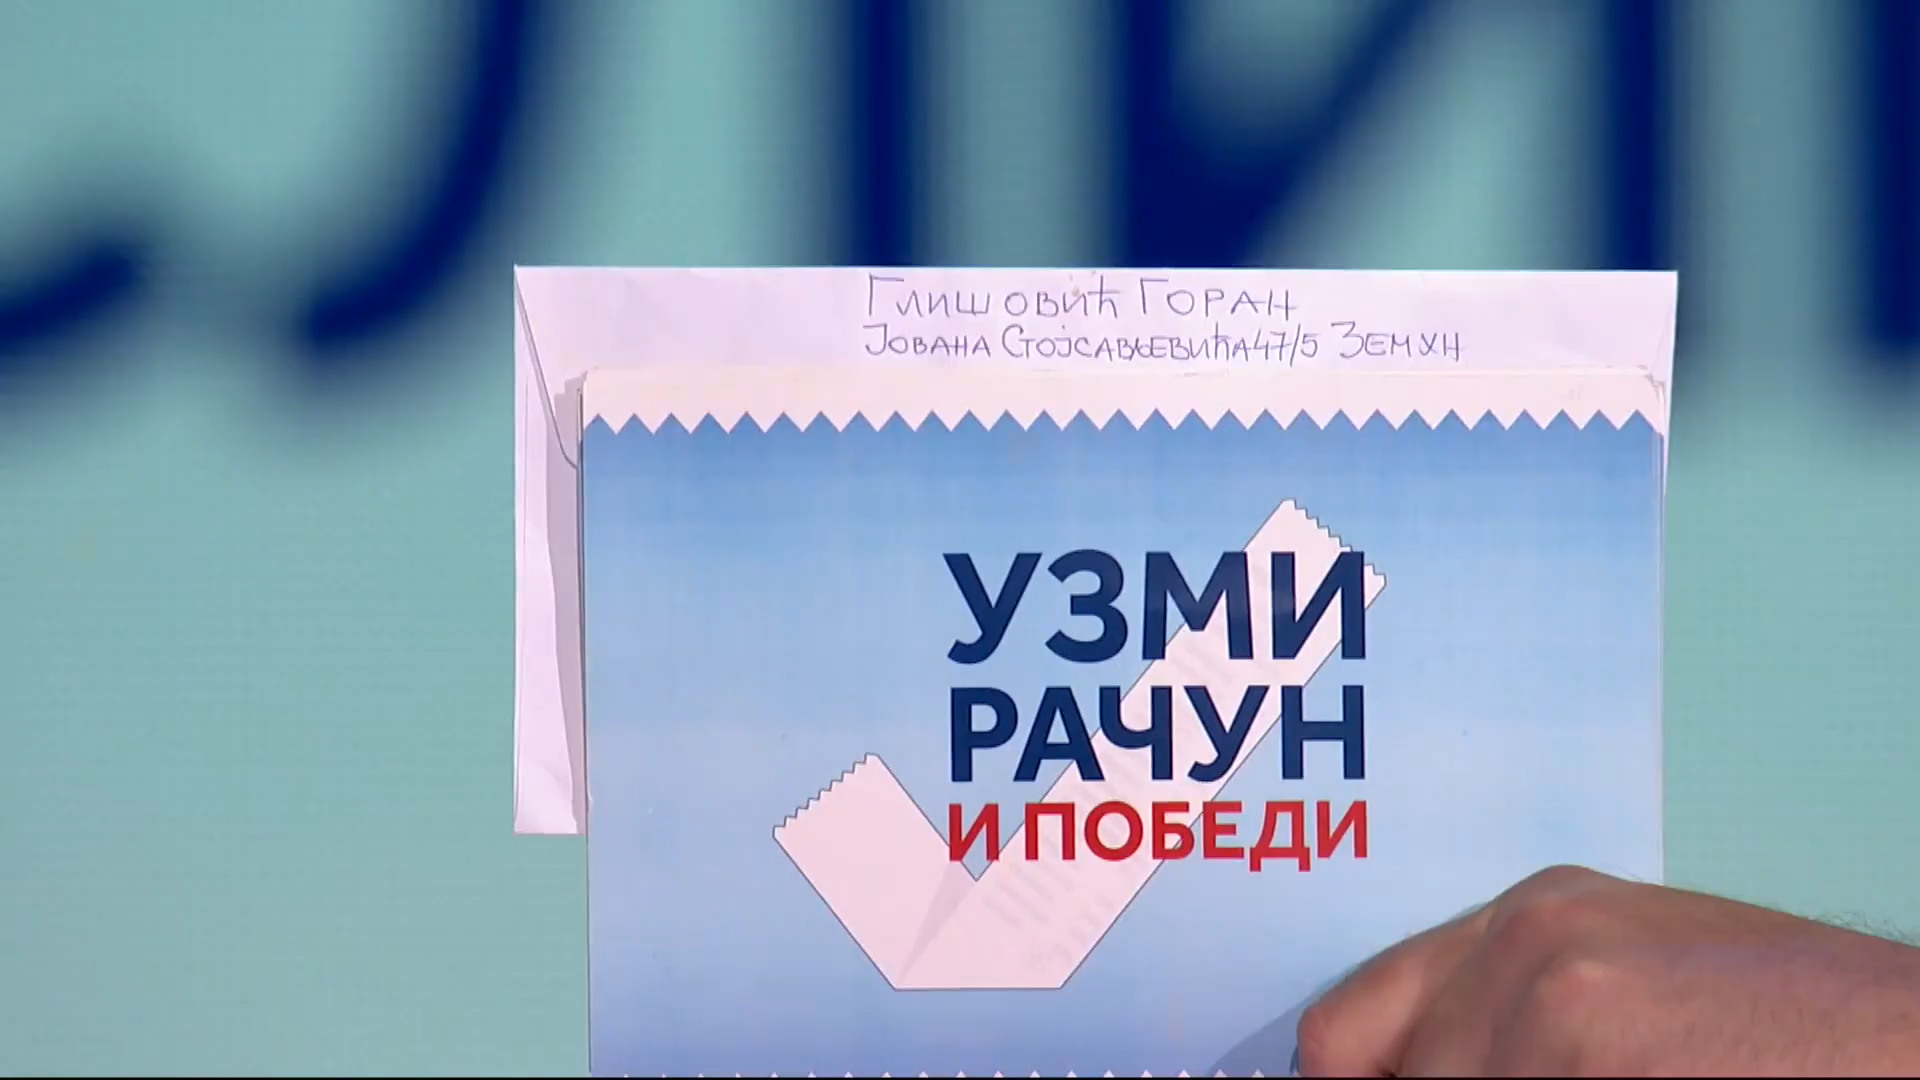 Глишовић Горан
Јована Стојсављевића 47/5 Земун
УЗМИ
РАЧУН
И ПОБЕДИ